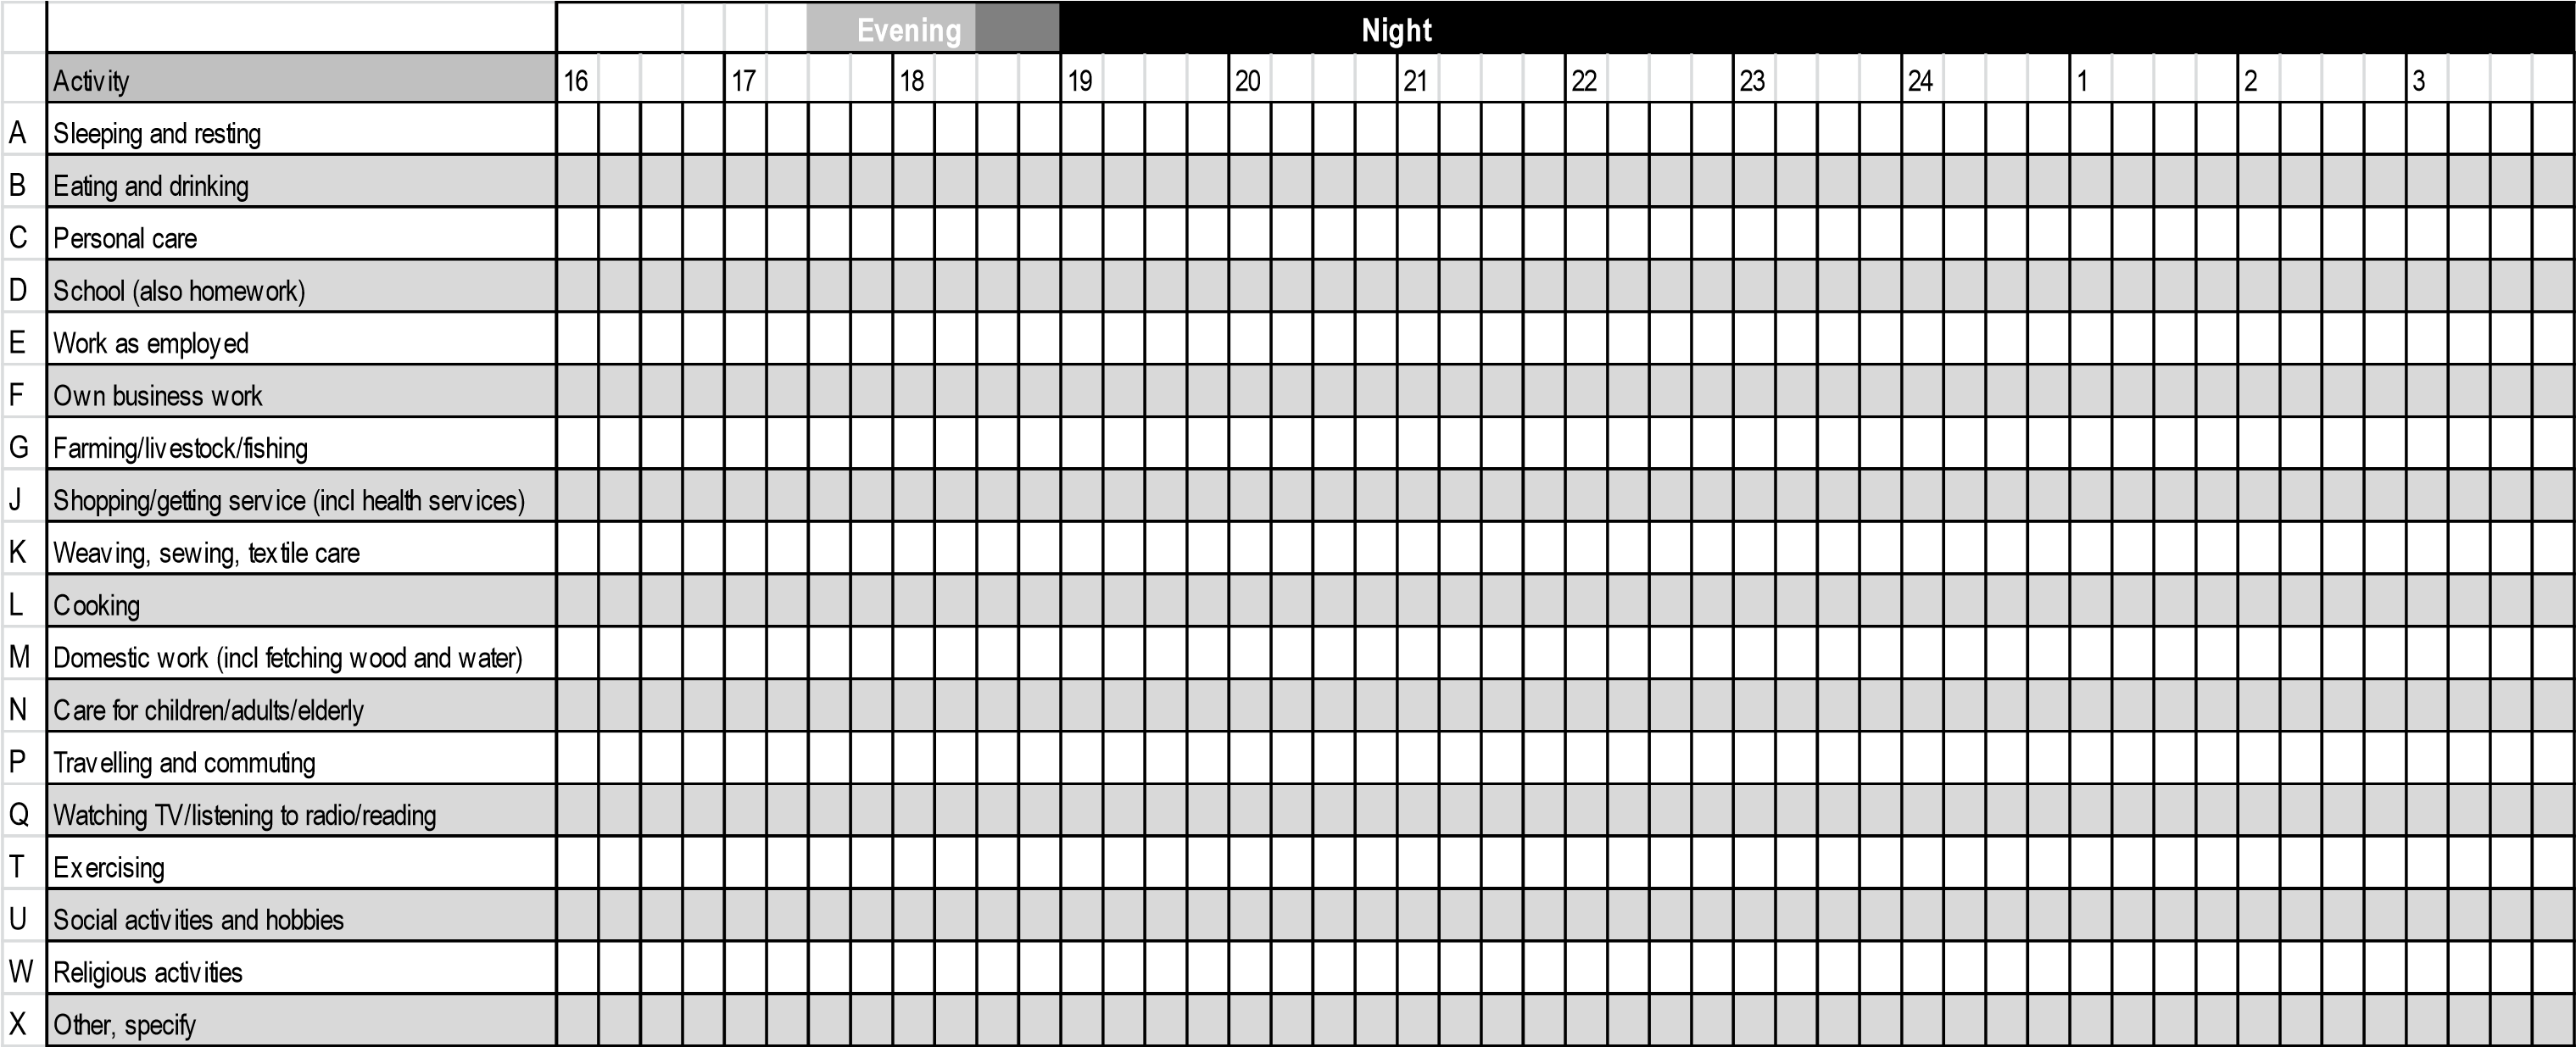 Evening Night
Activity 16 17 18 19 20 21 22 23 24 1 2 3
A Sleeping and resting
B Eating and drinking
C Personal care
D School (also homework)
E Work as employed
F Own business work
G Farming/livestock/fishing
J Shopping/getting service (incl health services)
K Weaving, sewing, textile care
L Cooking
M Domestic work (incl fetching wood and water)
N Care for children/adults/elderly
P Travelling and commuting
Q Watching TV/listening to radio/reading
T Exercising
U Social activities and hobbies
W Religious activities
X Other, specify